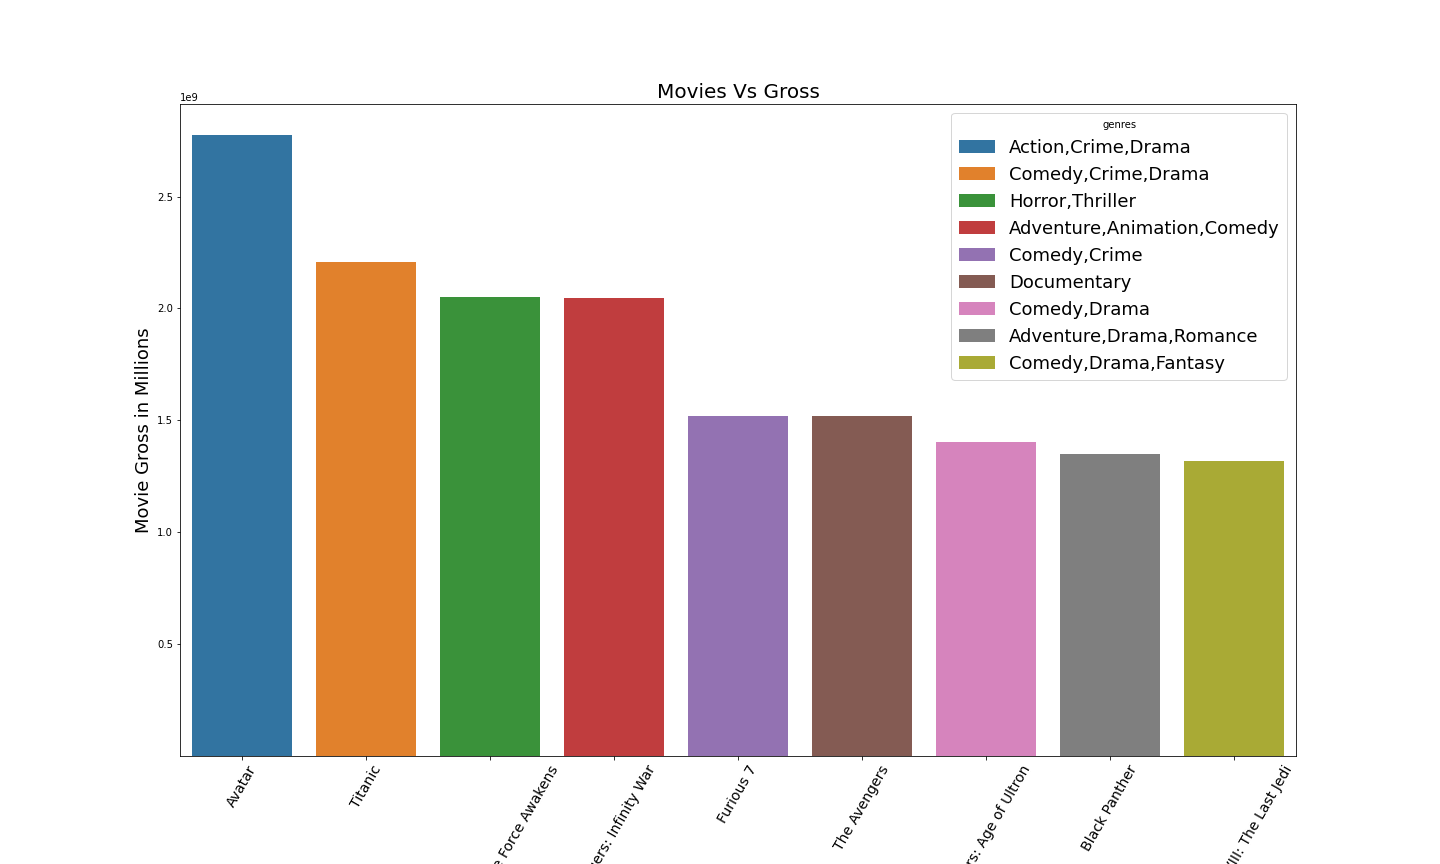 Movies Vs Gross
1e9
genres
Action,Crime,Drama
Comedy,Crime,Drama
Horror,Thriller
Adventure,Animation,Comedy
Comedy,Crime
Documentary
Comedy,Drama
Adventure,Drama,Romance
Comedy,Drama,Fantasy
Movie Gross in Millions
2.5
2.0
1.5
1.0
0.5
Avatar
Titanic
Force Awakens
Infinity War
Furious 7
The Avengers
Age of Ultron
Black Panther
The Last Jedi